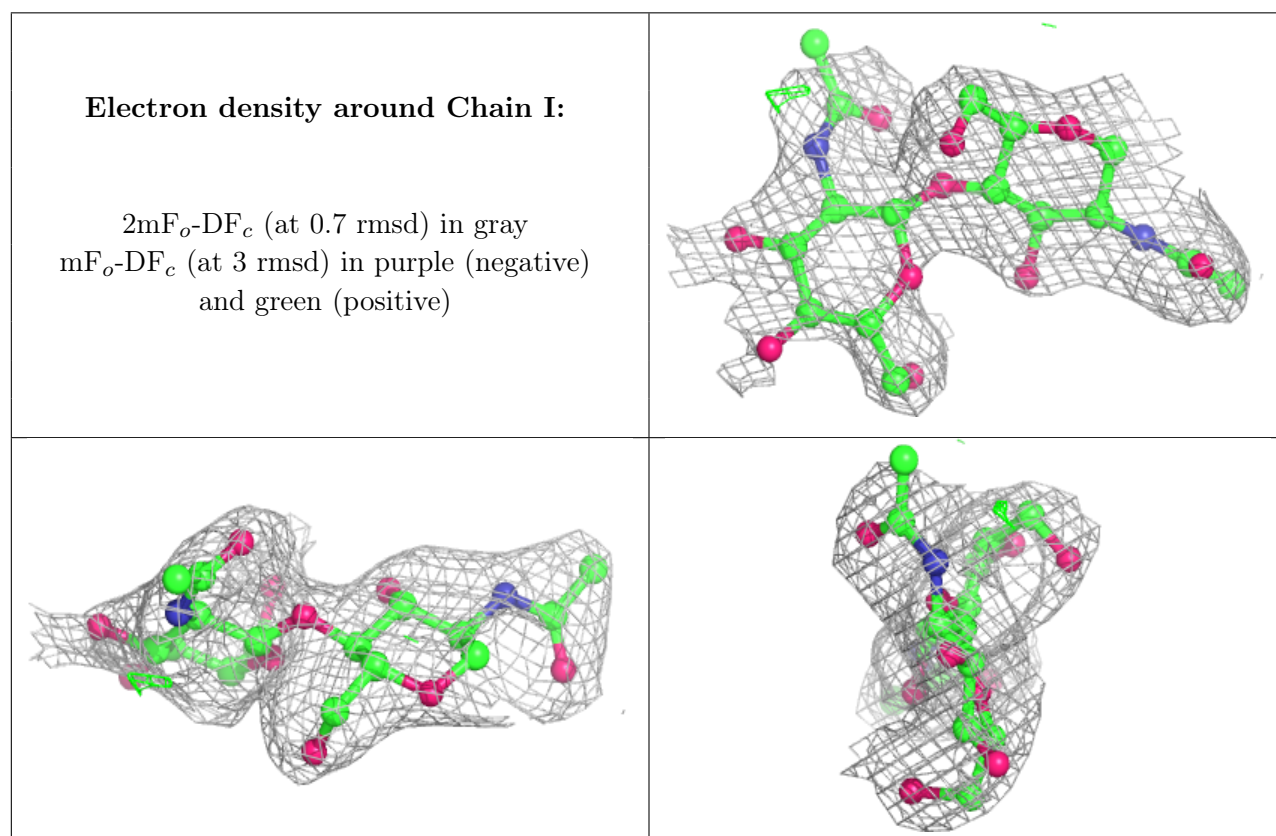 Electron density around Chain I:
2mFo-DFc (at 0.7 rmsd) in gray
mFo-DFc (at 3 rmsd) in purple (negative)
and green (positive)